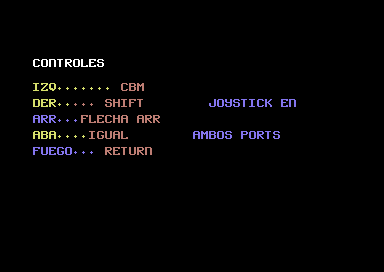 CONTROLES
IZQ....... CBM
DER..... SHIFT JOYSTICK EN
ARR...FLECHA ARR
ABA....IGUAL AMBOS PORTS
FUEGO... RETURN